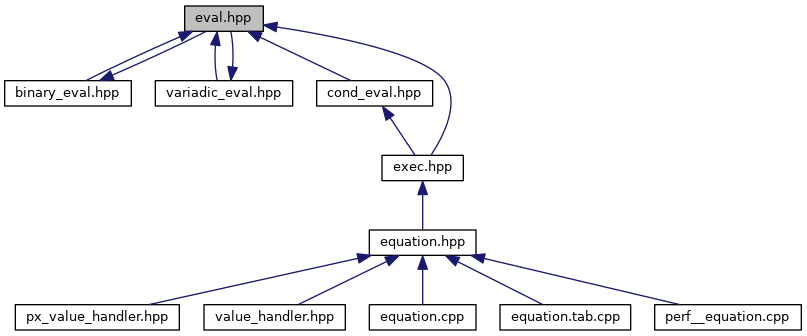 eval.hpp
binary_eval.hpp
variadic_eval.hpp
cond_eval.hpp
exec.hpp
equation.hpp
px_value_handler.hpp
value_handler.hpp
equation.cpp
equation.tab.cpp
perf__equation.cpp